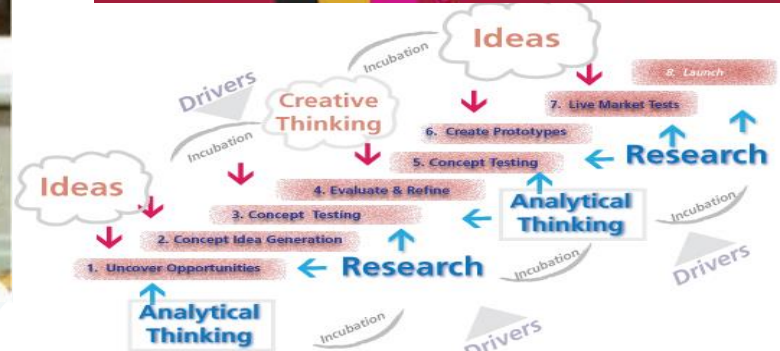 Ideas
Incubation
8. Launch
Drivers
7. Live Market Tests
Creative
Thinking
6. Create Prototypes
Incubation
5. Concept Testing
Research
Ideas
4. Evaluate & Refine
Analytical
Thinking
Incubation
3. Concept Testing
2. Concept Idea Generation
1. Uncover Opportunities
Research
Incubation
Drivers
Analytical
Thinking
Incubation
Drivers